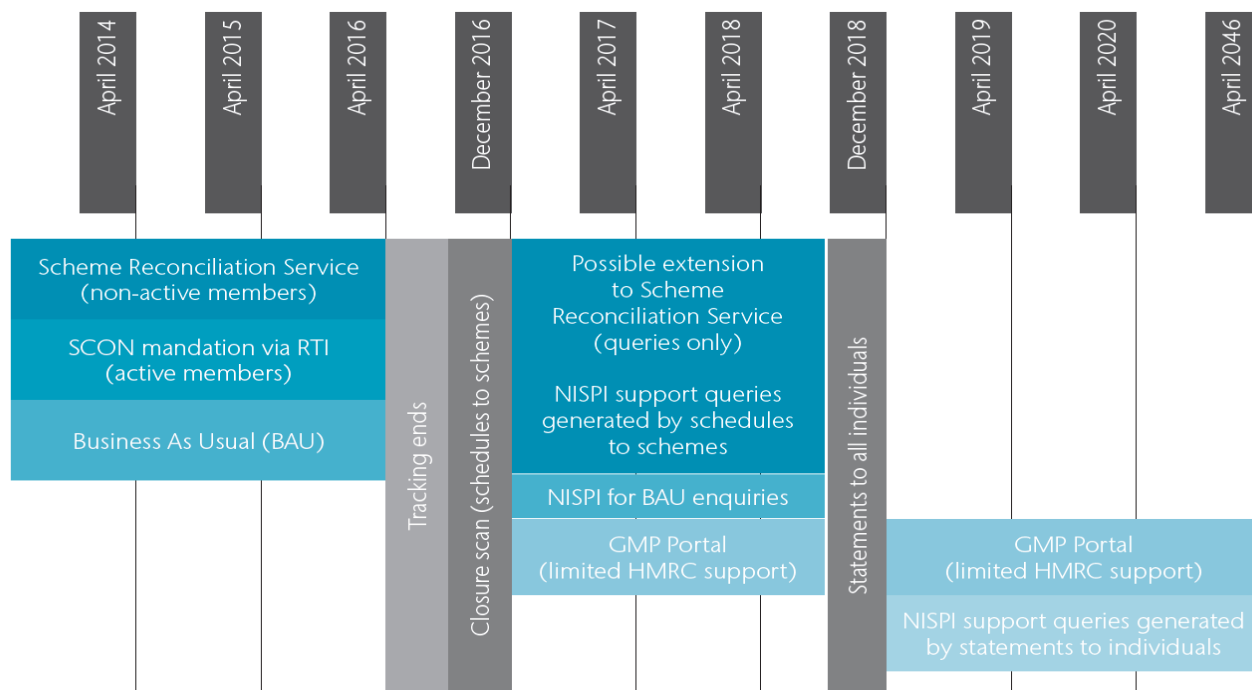 April 2014
April 2015
April 2016
December 2016
April 2017
April 2018
December 2018
April 2019
April 2020
April 2046
Scheme Reconciliation Service
(non-active members)
SCON mandation via RTI
(active members)
Business As Usual (BAU)
Tracking ends
Closure scan (schedules to schemes)
Possible extension
to Scheme
Reconciliation Service
(queries only)
NISPI support queries
generated by schedules
to schemes
NISPI for BAU enquiries
GMP Portal
(limited HMRC support)
Statements to all individuals
GMP Portal
(limited HMRC support)
NISPI support queries generated
by statements to individuals